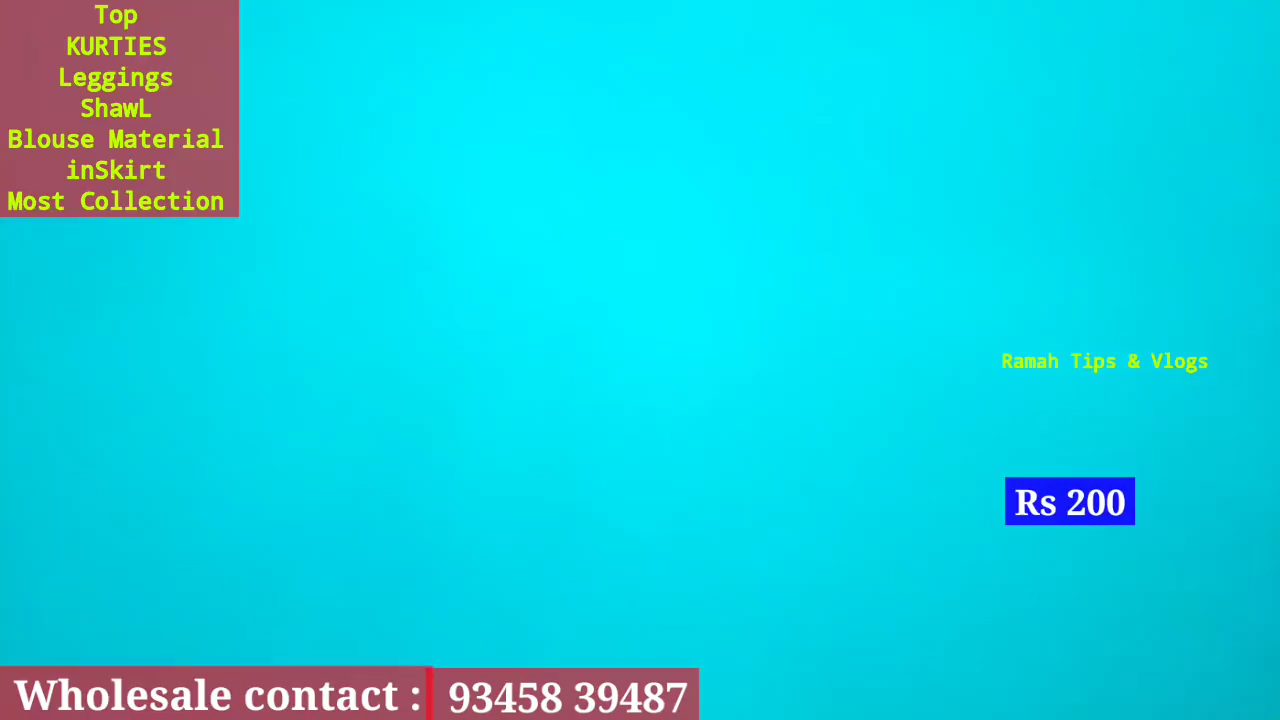 Top
KURTIES
Leggings
ShawL
Blouse Material
inSkirt
Most Collection
Ramah Tips & Vlogs
Rs 200
Wholesale contact : 93458 39487